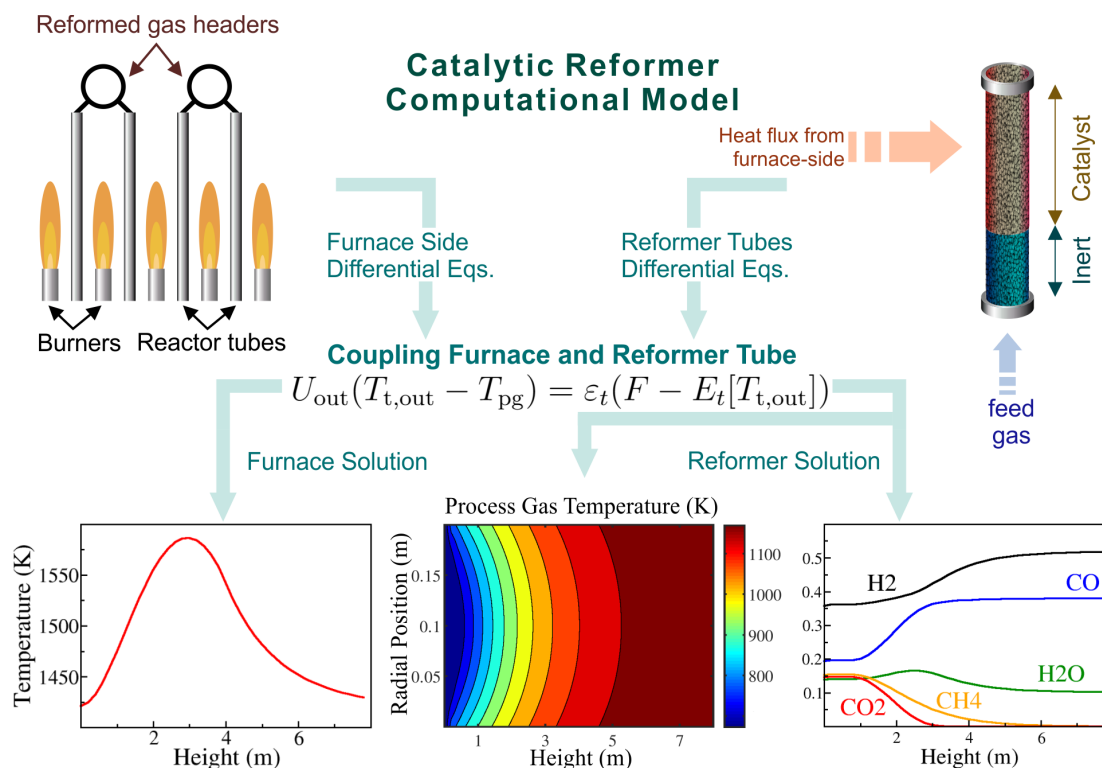 Reformed gas headers
Catalytic Reformer
Computational Model
Heat flux from
furnace-side
Catalyst
Inert
Furnace Side
Differential Eqs.
Reformer Tubes
Differential Eqs.
Burners
Reactor tubes
Coupling Furnace and Reformer Tube
U_out(T_t,out − T_pg) = ε_t(F − E_t[T_t,out])
feed
gas
Furnace Solution
Reformer Solution
Temperature (K)
1550
1500
1450
2
4
6
Height (m)
Process Gas Temperature (K)
Radial Position (m)
0.15
0.1
0.05
1
3
5
7
Height (m)
1100
1000
900
800
0.5
0.4
0.3
0.2
0.1
H2
CO
H2O
CH4
CO2
0
2
4
6
Height (m)